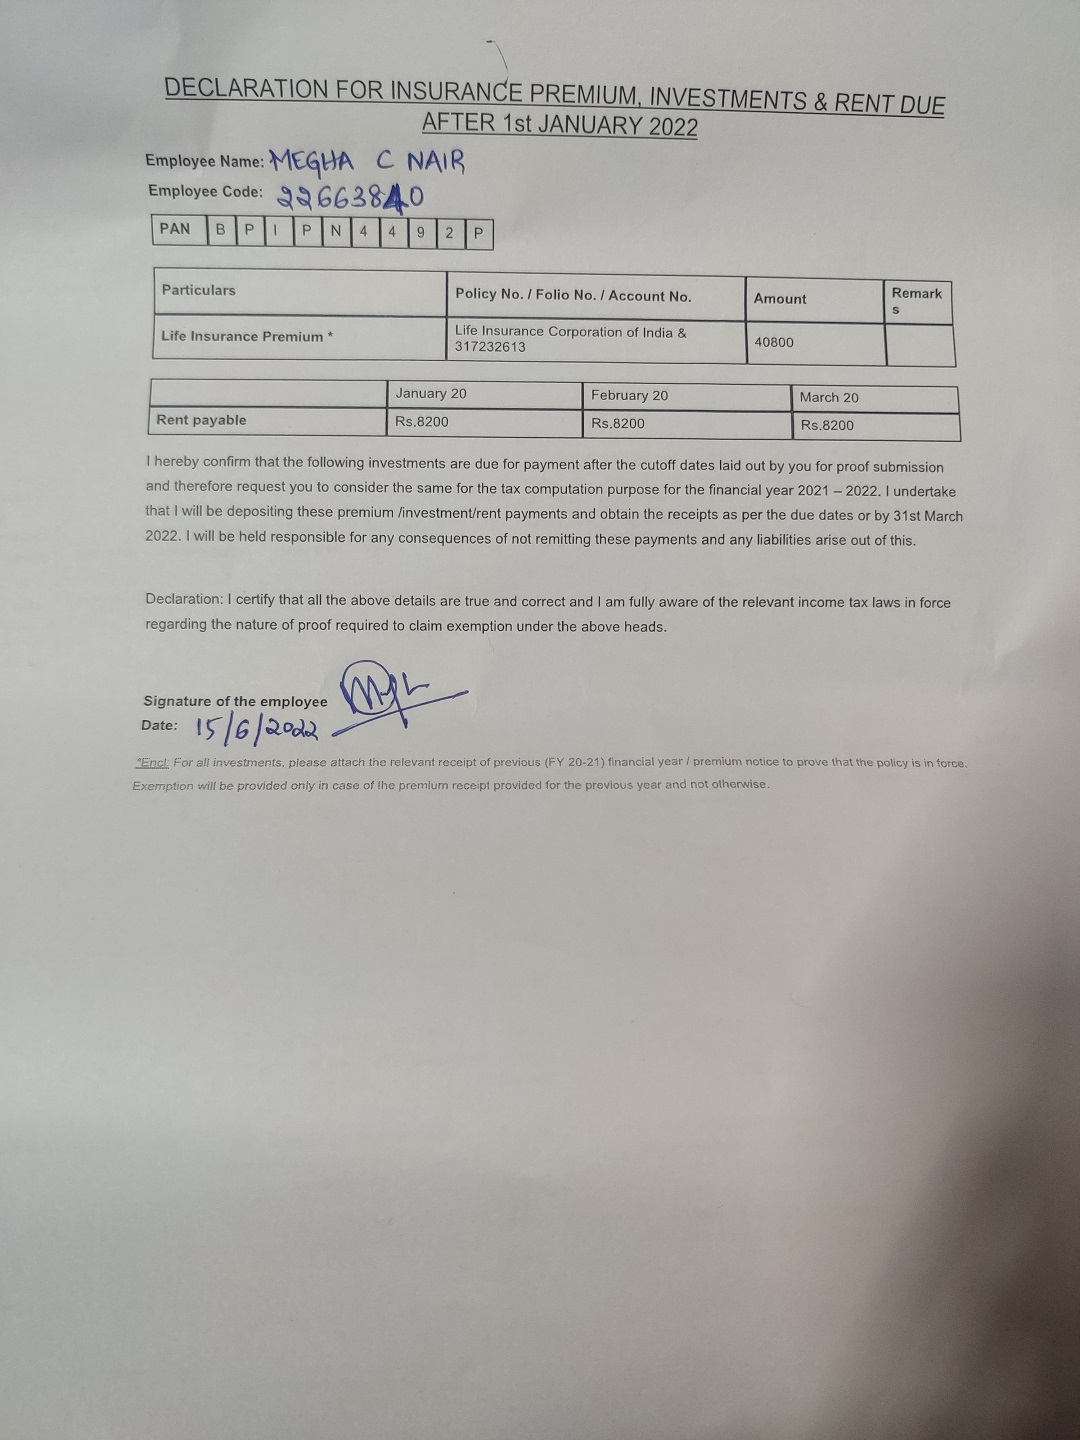 DECLARATION FOR INSURANCE PREMIUM, INVESTMENTS & RENT DUE
AFTER 1st JANUARY 2022
Employee Name: MEGHA C NAIR
Employee Code: 22663840
PAN B P I P N 4 4 9 2 P
Particulars Policy No. / Folio No. / Account No. Amount Remark
s
Life Insurance Premium * Life Insurance Corporation of India & 40800
317232613
January 20 February 20 March 20
Rent payable Rs.8200 Rs.8200 Rs.8200
I hereby confirm that the following investments are due for payment after the cutoff dates laid out by you for proof submission
and therefore request you to consider the same for the tax computation purpose for the financial year 2021 – 2022. I undertake
that I will be depositing these premium /investment/rent payments and obtain the receipts as per the due dates or by 31st March
2022. I will be held responsible for any consequences of not remitting these payments and any liabilities arise out of this.
Declaration: I certify that all the above details are true and correct and I am fully aware of the relevant income tax laws in force
regarding the nature of proof required to claim exemption under the above heads.
Signature of the employee
Date: 15/6/2022
*Encl: For all investments, please attach the relevant receipt of previous (FY 20-21) financial year / premium notice to prove that the policy is in force.
Exemption will be provided only in case of the premium receipt provided for the previous year and not otherwise.